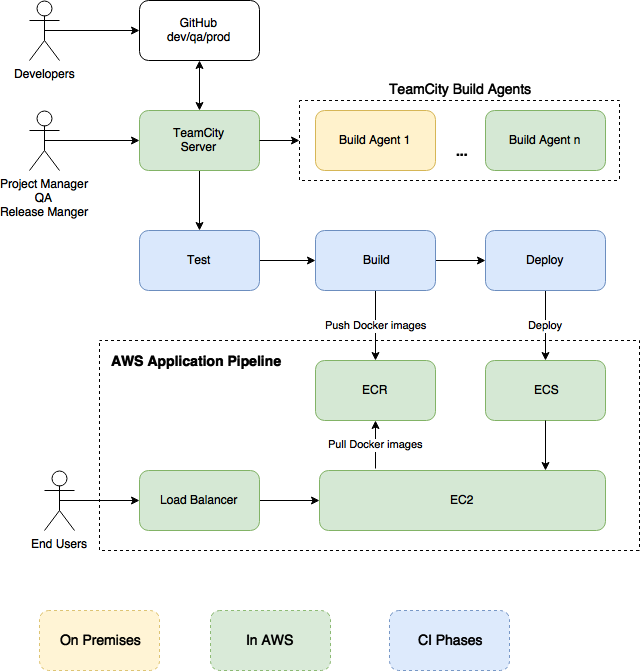 GitHub
dev/qa/prod
Developers
TeamCity Build Agents
TeamCity
Server
Build Agent 1
...
Build Agent n
Project Manager
QA
Release Manger
Test
Build
Deploy
Push Docker images
Deploy
AWS Application Pipeline
ECR
ECS
Pull Docker images
Load Balancer
EC2
End Users
On Premises
In AWS
CI Phases